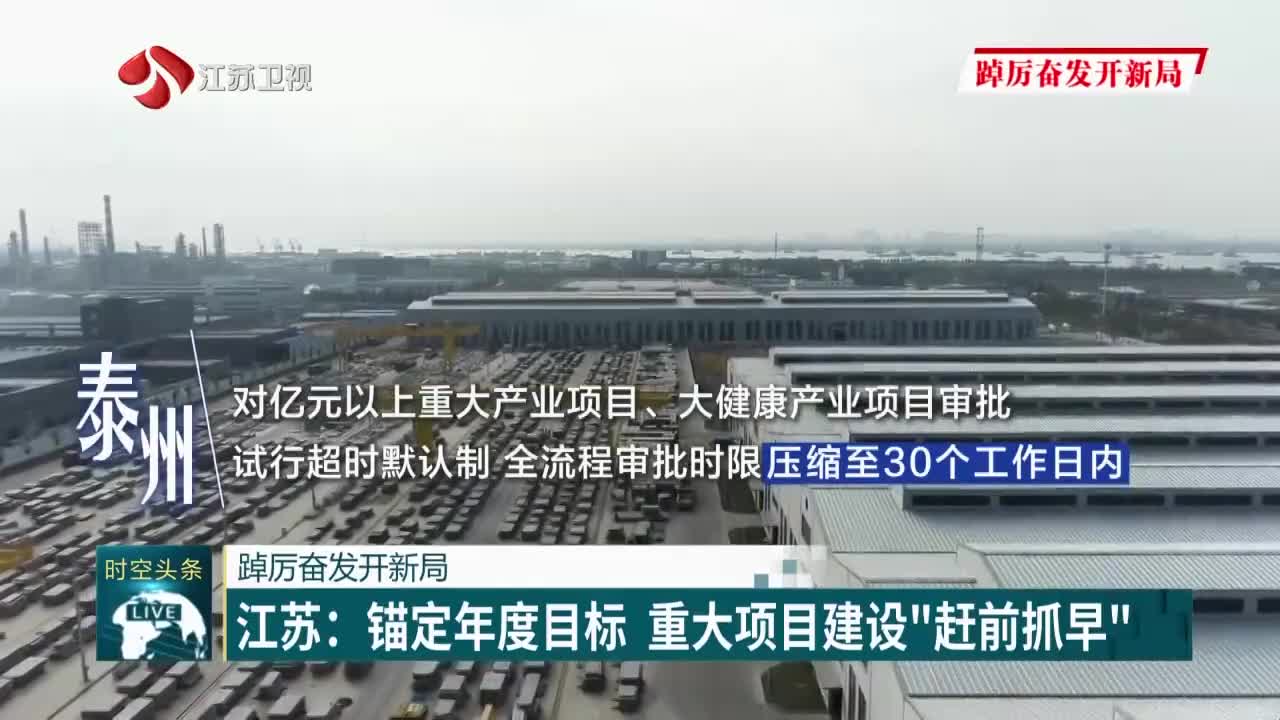 江苏卫视
踔厉奋发开新局
泰州
对亿元以上重大产业项目、大健康产业项目审批
试行超时默认制 全流程审批时限压缩至30个工作日内
时空头条
LIVE
踔厉奋发开新局
江苏：锚定年度目标 重大项目建设"赶前抓早"